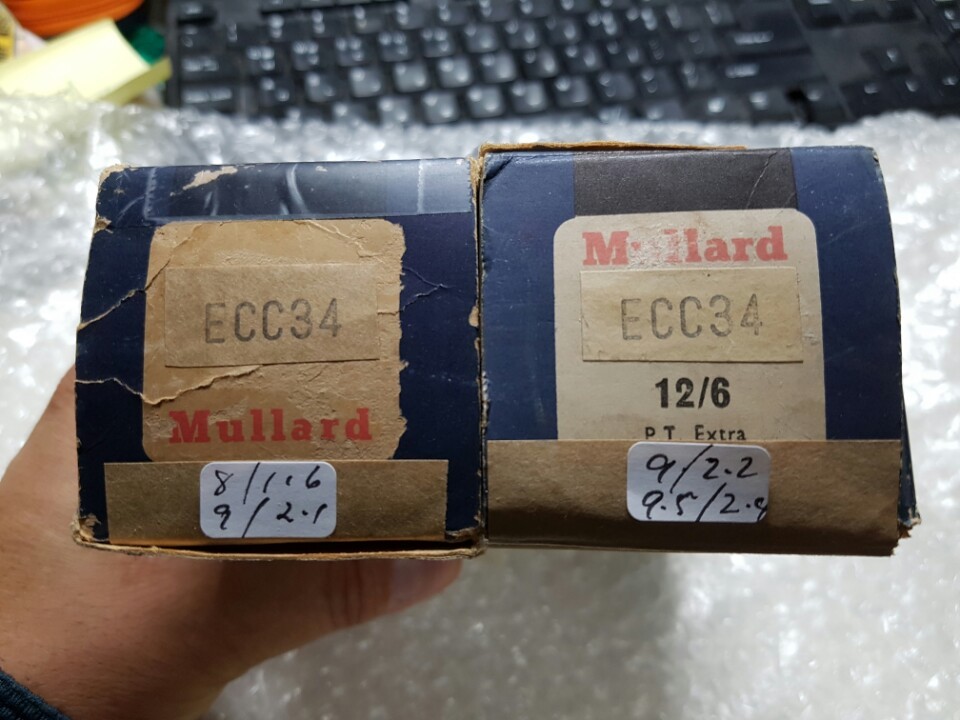 ECC34
Mullard
8/1.6
9/2.1
Mullard
ECC34
12/6
P.T. Extra
9/2.2
9.5/2.4